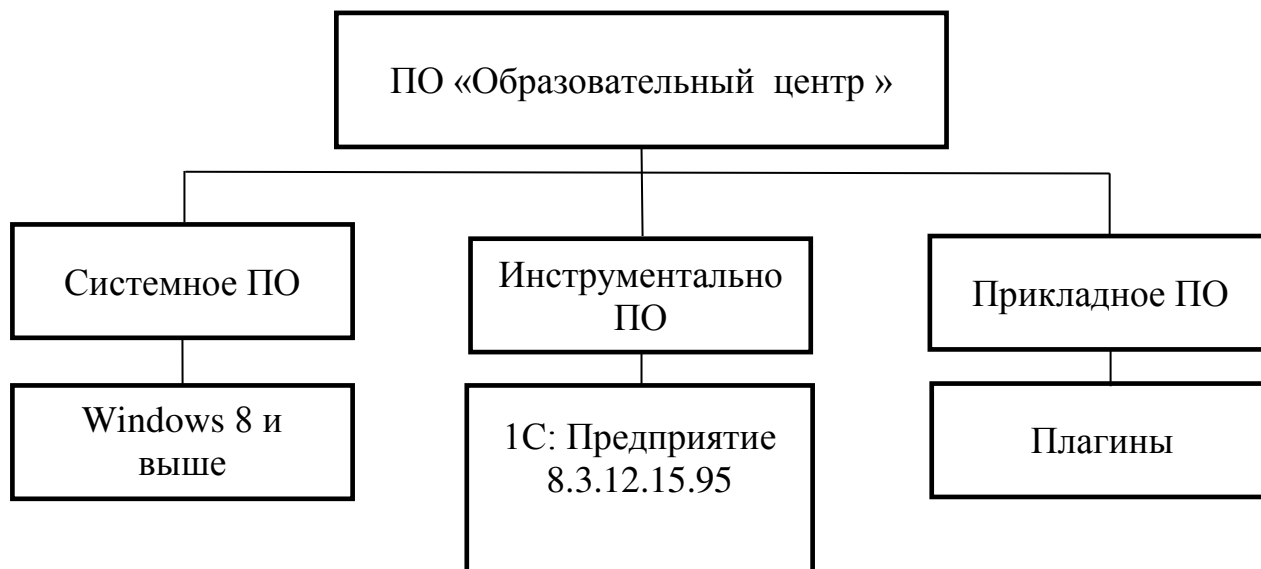 ПО «Образовательный центр »
Системное ПО
Инструментально
ПО
Прикладное ПО
Windows 8 и
выше
1С: Предприятие
8.3.12.15.95
Плагины